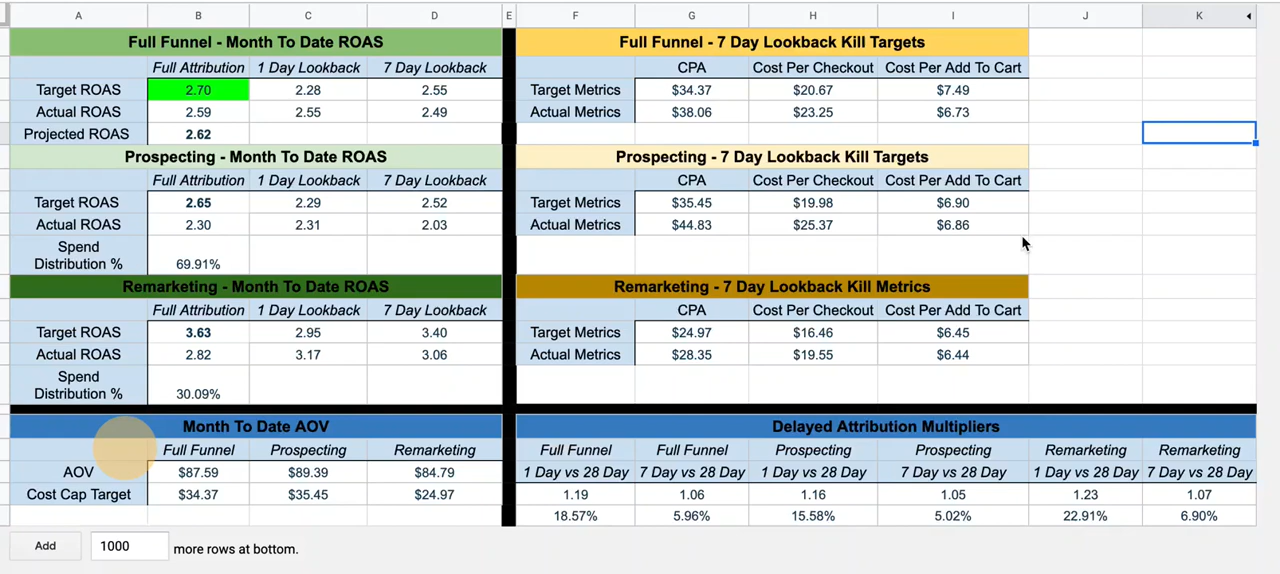 A B C D E F G H I J K
Full Funnel - Month To Date ROAS
Full Attribution 1 Day Lookback 7 Day Lookback
Target ROAS 2.70 2.28 2.55
Actual ROAS 2.59 2.55 2.49
Projected ROAS 2.62
Full Funnel - 7 Day Lookback Kill Targets
CPA Cost Per Checkout Cost Per Add To Cart
Target Metrics $34.37 $20.67 $7.49
Actual Metrics $38.06 $23.25 $6.73
Prospecting - Month To Date ROAS
Full Attribution 1 Day Lookback 7 Day Lookback
Target ROAS 2.65 2.29 2.52
Actual ROAS 2.30 2.31 2.03
Spend
Distribution % 69.91%
Prospecting - 7 Day Lookback Kill Targets
CPA Cost Per Checkout Cost Per Add To Cart
Target Metrics $35.45 $19.98 $6.90
Actual Metrics $44.83 $25.37 $6.86
Remarketing - Month To Date ROAS
Full Attribution 1 Day Lookback 7 Day Lookback
Target ROAS 3.63 2.95 3.40
Actual ROAS 2.82 3.17 3.06
Spend
Distribution % 30.09%
Remarketing - 7 Day Lookback Kill Metrics
CPA Cost Per Checkout Cost Per Add To Cart
Target Metrics $24.97 $16.46 $6.45
Actual Metrics $28.35 $19.55 $6.44
Month To Date AOV
Full Funnel Prospecting Remarketing
AOV $87.59 $89.39 $84.79
Cost Cap Target $34.37 $35.45 $24.97
Delayed Attribution Multipliers
Full Funnel Full Funnel Prospecting Prospecting Remarketing Remarketing
1 Day vs 28 Day 7 Day vs 28 Day 1 Day vs 28 Day 7 Day vs 28 Day 1 Day vs 28 Day 7 Day vs 28 Day
1.19 1.06 1.16 1.05 1.23 1.07
18.57% 5.96% 15.58% 5.02% 22.91% 6.90%
Add 1000 more rows at bottom.